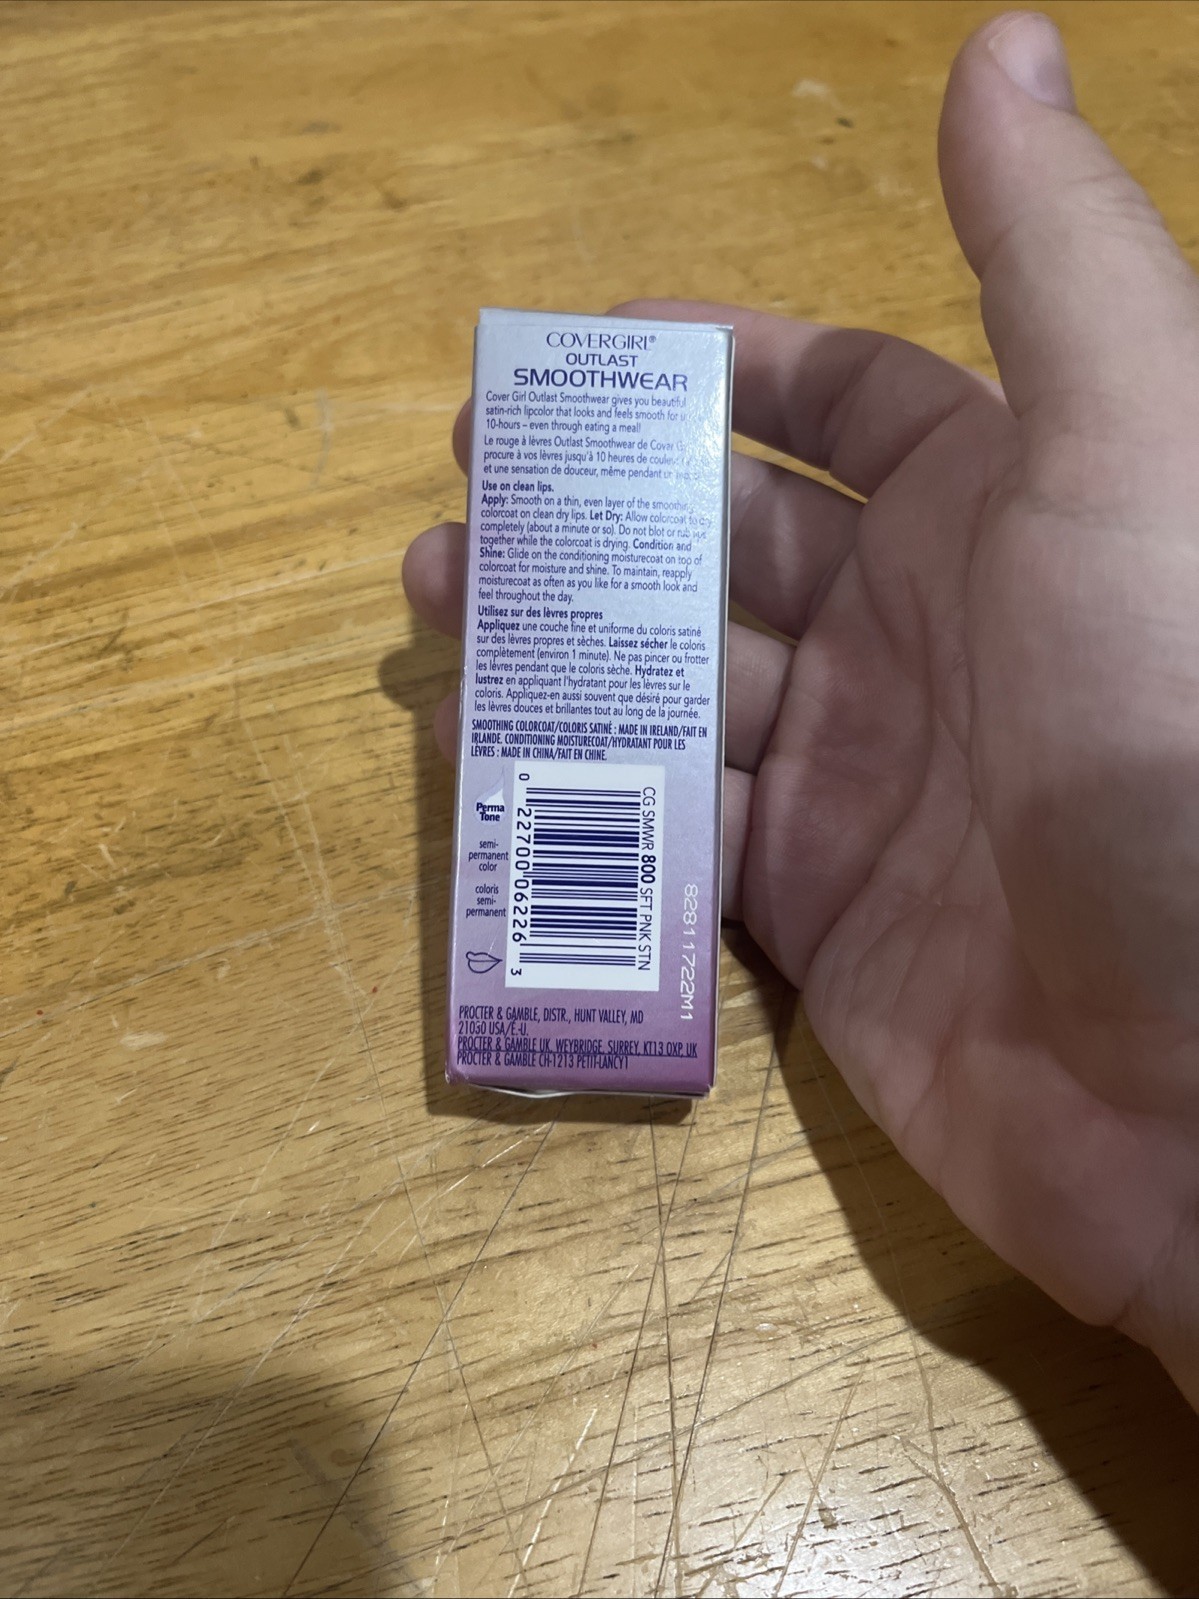 COVERGIRL®
OUTLAST
SMOOTHWEAR
Cover Girl Outlast Smoothwear gives you beautiful
satin-rich lipcolor that looks and feels smooth for
10-hours – even through eating a meal!
Le rouge à lèvres Outlast Smoothwear de Cover
procure à vos lèvres jusqu'à 10 heures de
et une sensation de douceur, même pendant
Use on clean lips.
Apply: Smooth on a thin, even layer of the smoothing
colorcoat on clean dry lips. Let Dry: Allow colorcoat to dry
completely (about a minute or so). Do not blot or rub lips
together while the colorcoat is drying. Condition and
Shine: Glide on the conditioning moisturecoat on top of
colorcoat for moisture and shine. To maintain, reapply
moisturecoat as often as you like for a smooth look and
feel throughout the day.
Utilisez sur des lèvres propres
Appliquez une couche fine et uniforme du coloris satiné
sur des lèvres propres et sèches. Laissez sécher le coloris
complètement (environ 1 minute). Ne pas pincer ou frotter
les lèvres pendant que le coloris sèche. Hydratez et
lustrez en appliquant l'hydratant pour les lèvres sur le
coloris. Appliquez-en aussi souvent que désiré pour garder
les lèvres douces et brillantes tout au long de la journée.
SMOOTHING COLORCOAT/COLORIS SATINÉ : MADE IN IRELAND/FAIT EN
IRLANDE. CONDITIONING MOISTURECOAT/HYDRATANT POUR LES
LÈVRES : MADE IN CHINA/FAIT EN CHINE.
Perma
Tone
semi-
permanent
color
coloris
semi-
permanent
0 22700 06226 3
CG SMWR 800 SFT PNK STN
82811722M1
PROCTER & GAMBLE, DISTR., HUNT VALLEY, MD
21030 USA/E.-U.
PROCTER & GAMBLE UK, WEYBRIDGE, SURREY, KT13 0XP, UK
PROCTER & GAMBLE CH-1213 PETIT-LANCY1